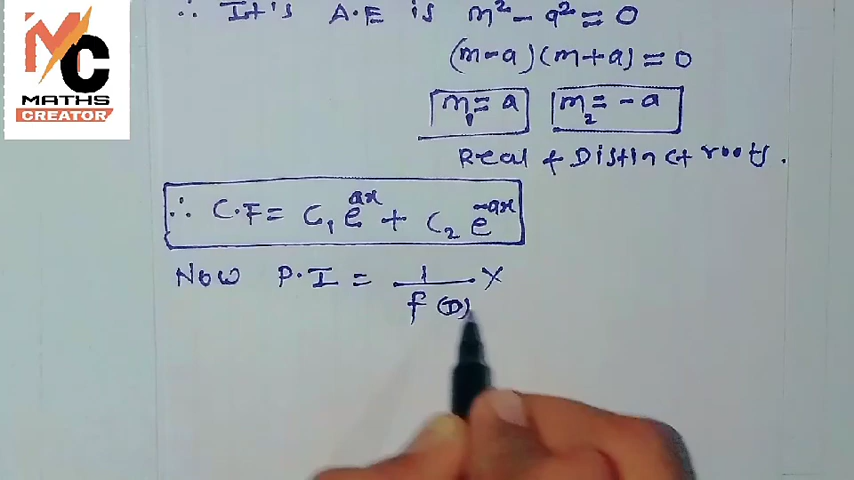 ∴ It's A.E is m² - a² = 0
(m-a)(m+a) = 0
m₁ = a   m₂ = -a
Real + Distinct roots.
∴ C.F = C₁ e^ax + C₂ e^-ax
Now P.I = 1/f(D) X
MC
MATHS
CREATOR